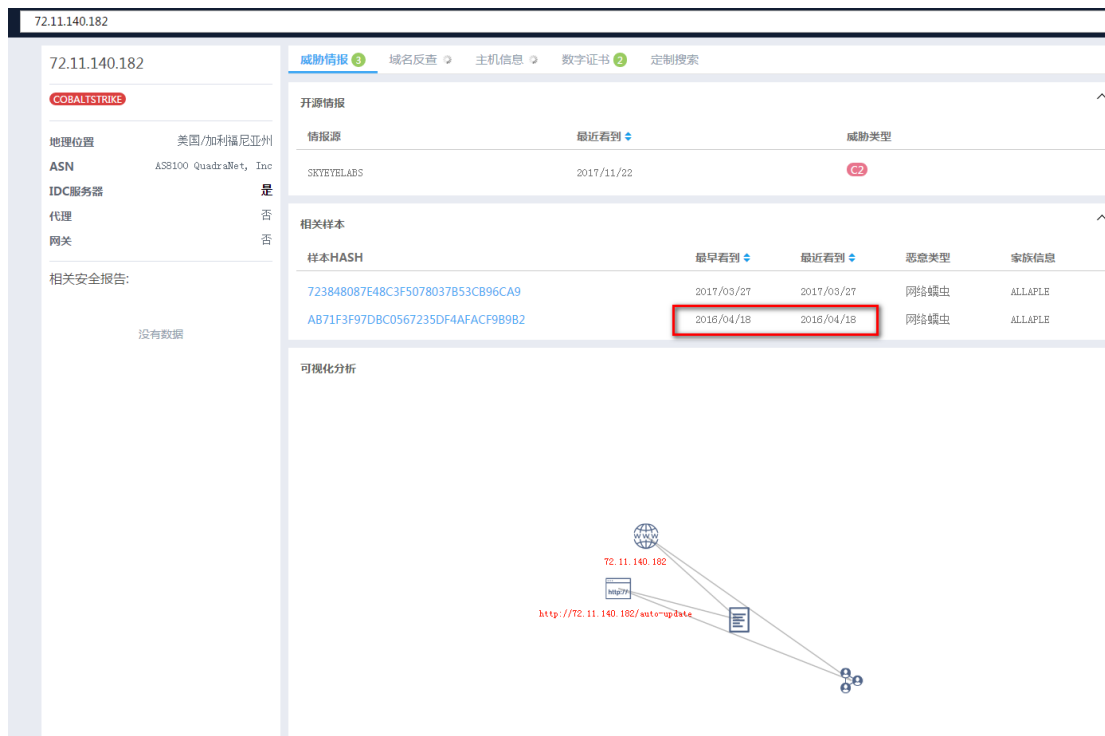 72.11.140.182
72.11.140.182
COBALTSTRIKE
地理位置 美国/加利福尼亚州
ASN AS8100 QuadraNet, Inc
IDC服务器 是
代理 否
网关 否
相关安全报告:
没有数据
威胁情报 3 域名反查 主机信息 数字证书 2 定制搜索
开源情报
情报源 最近看到 威胁类型
SKYEYELABS 2017/11/22 C2
相关样本
样本HASH 最早看到 最近看到 恶意类型 家族信息
723848087E48C3F5078037B53CB96CA9 2017/03/27 2017/03/27 网络蠕虫 ALLAPLE
AB71F3F97DBC0567235DF4AFACF9B9B2 2016/04/18 2016/04/18 网络蠕虫 ALLAPLE
可视化分析
www
72.11.140.182
http://
http://72.11.140.182/auto-update